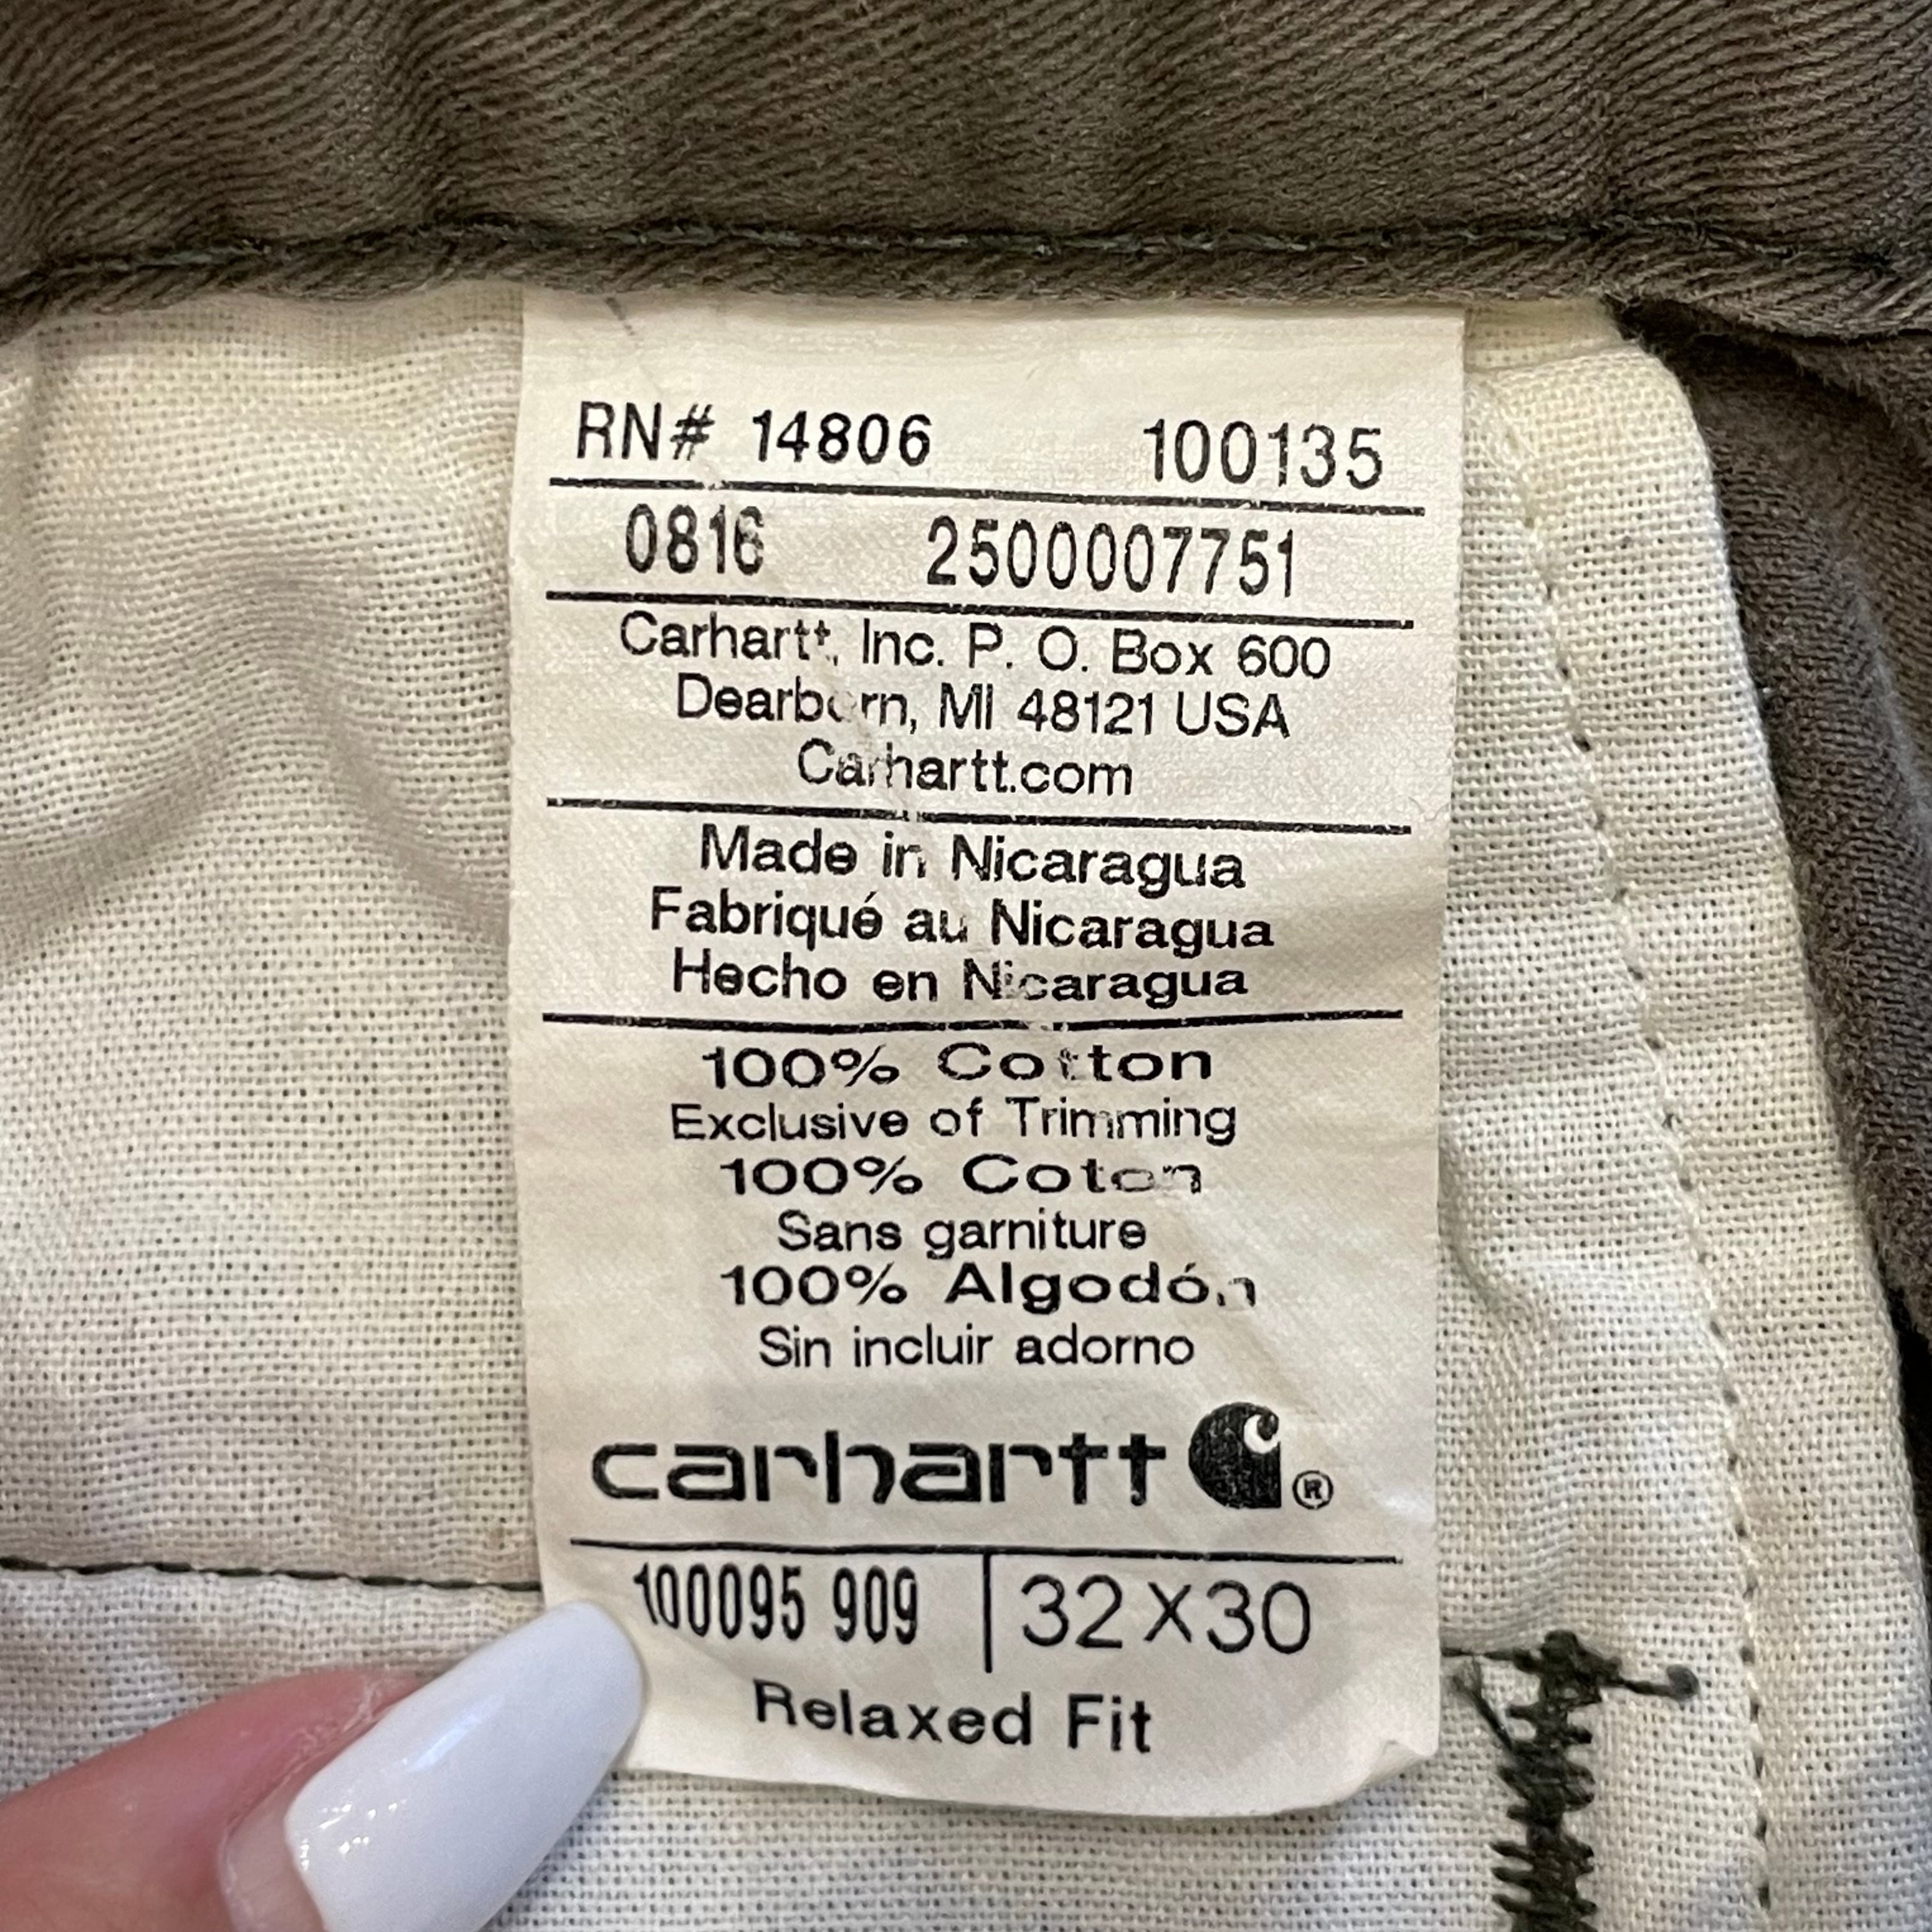 RN# 14806 100135
0816 2500007751
Carhartt, Inc. P. O. Box 600
Dearborn, MI 48121 USA
Carhartt.com
Made in Nicaragua
Fabriqué au Nicaragua
Hecho en Nicaragua
100% Cotton
Exclusive of Trimming
100% Coton
Sans garniture
100% Algodón
Sin incluir adorno
carhartt ®
100095 909 32X30
Relaxed Fit